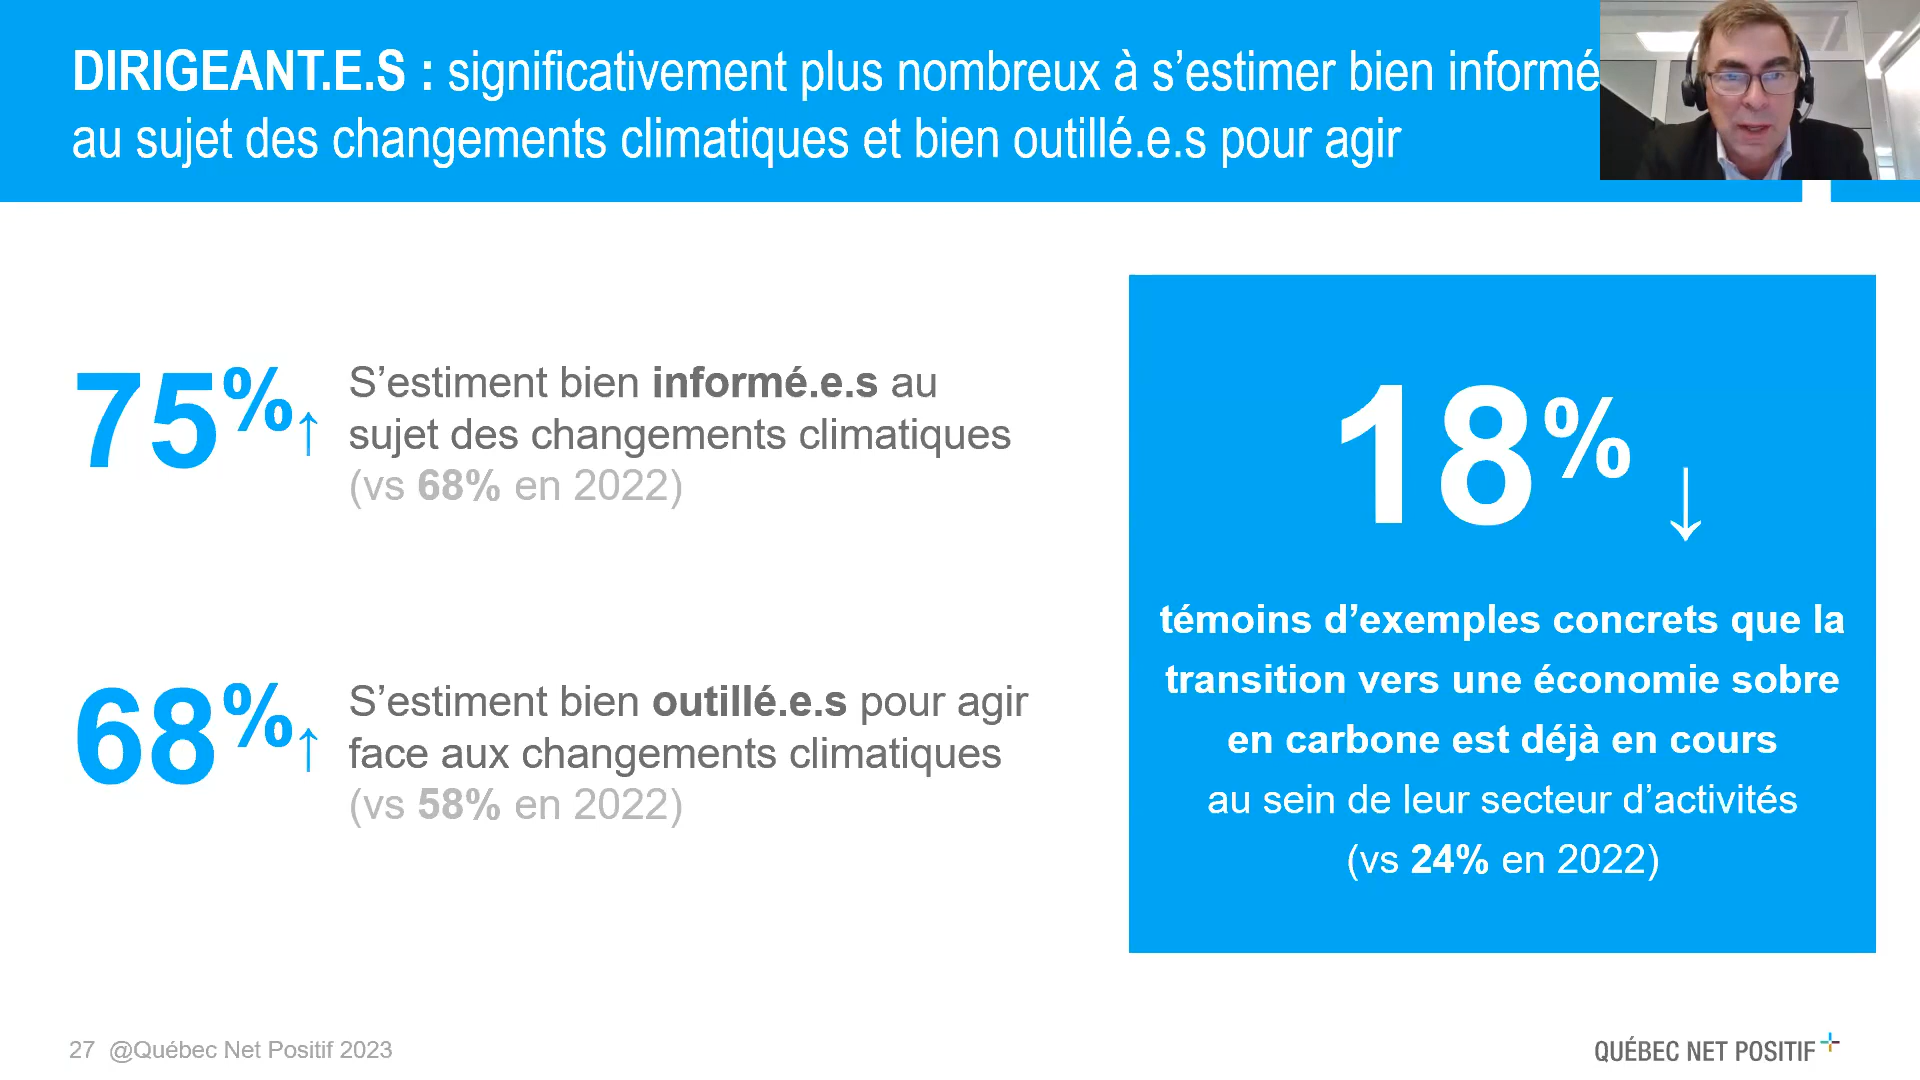 DIRIGEANT.E.S : significativement plus nombreux à s’estimer bien informé
au sujet des changements climatiques et bien outillé.e.s pour agir
75%↑
S’estiment bien informé.e.s au
sujet des changements climatiques
(vs 68% en 2022)
68%↑
S’estiment bien outillé.e.s pour agir
face aux changements climatiques
(vs 58% en 2022)
18% ↓
témoins d’exemples concrets que la
transition vers une économie sobre
en carbone est déjà en cours
au sein de leur secteur d’activités
(vs 24% en 2022)
27 @Québec Net Positif 2023
QUÉBEC NET POSITIF